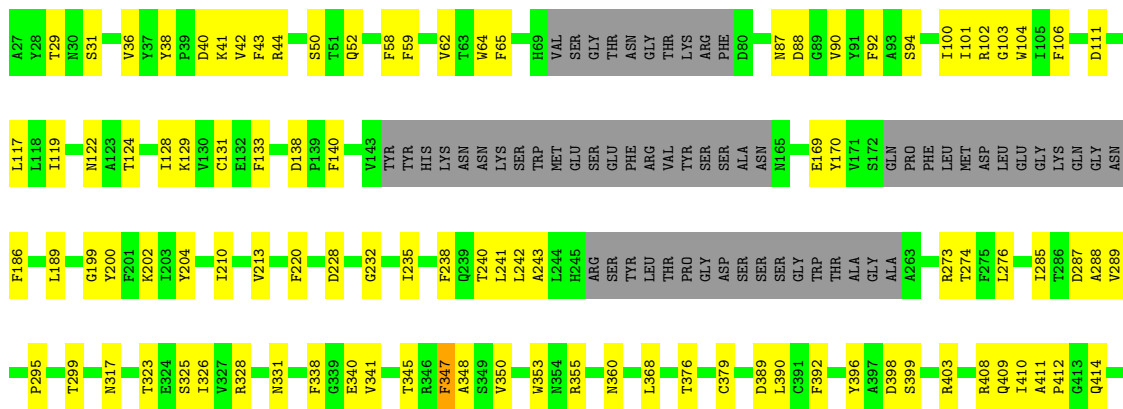 A27 Y28 T29 N30 S31 V36 Y37 Y38 P39 D40 K41 V42 F43 R44 S50 T51 Q52 F58 F59 V62 T63 W64 F65 H69 VAL SER GLY THR ASN GLY THR LYS ARG PHE D80 N87 D88 G89 V90 Y91 F92 A93 S94 I100 I101 R102 G103 W104 I105 F106 D111
L117 L118 I119 N122 A123 T124 I128 K129 V130 C131 E132 F133 D138 P139 F140 V143 TYR TYR HIS LYS ASN ASN LYS SER TRP MET GLU SER GLU PHE ARG VAL TYR SER SER ALA ASN N165 E169 Y170 V171 S172 GLN PRO PHE LEU MET ASP LEU GLU GLY LYS GLN GLY ASN
F186 L189 G199 Y200 F201 K202 I203 Y204 I210 V213 F220 D228 G232 I235 F238 Q239 T240 L241 L242 A243 L244 H245 ARG SER TYR LEU THR PRO GLY ASP SER SER SER GLY TRP THR ALA GLY ALA A263 R273 T274 F275 L276 I285 T286 D287 A288 V289
P295 T299 N317 T323 E324 S325 I326 V327 R328 N331 F338 G339 E340 V341 T345 R346 F347 A348 S349 V350 W353 N354 R355 N360 L368 T376 C379 D389 L390 C391 F392 Y396 A397 D398 S399 R403 R408 Q409 I410 A411 P412 G413 Q414